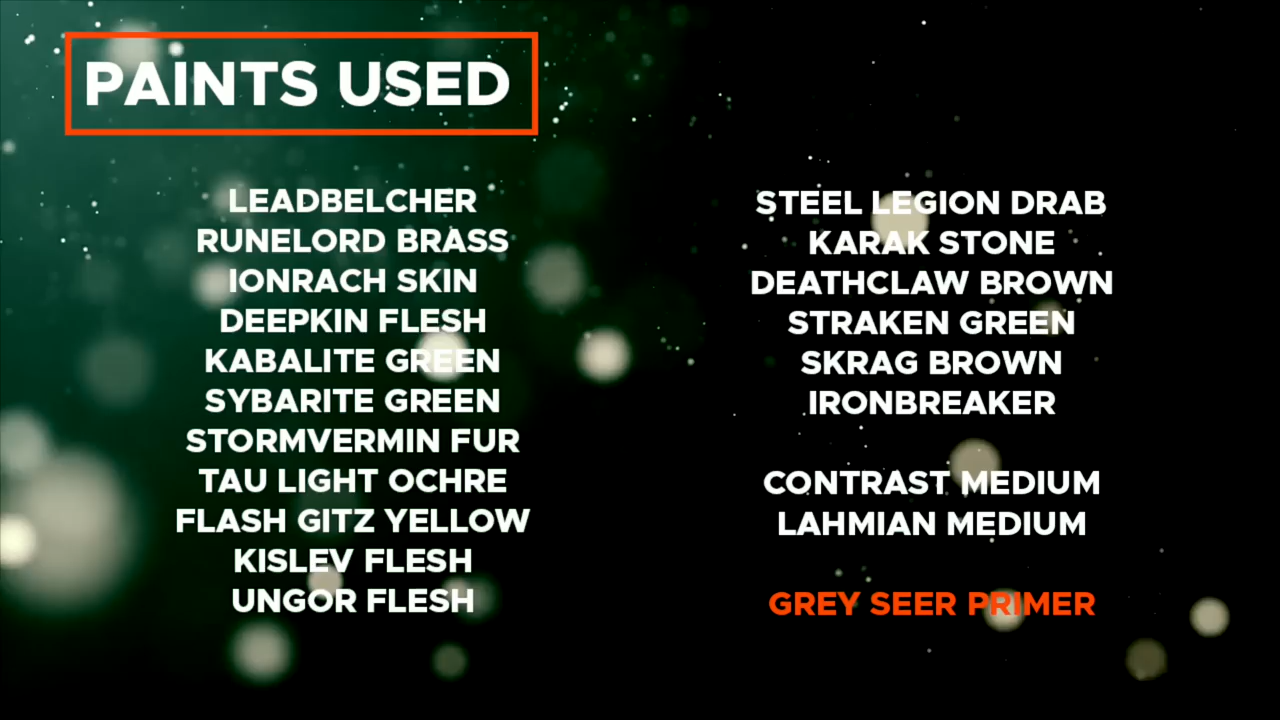 PAINTS USED
LEADBELCHER
RUNELORD BRASS
IONRACH SKIN
DEEPKIN FLESH
KABALITE GREEN
SYBARITE GREEN
STORMVERMIN FUR
TAU LIGHT OCHRE
FLASH GITZ YELLOW
KISLEV FLESH
UNGOR FLESH
STEEL LEGION DRAB
KARAK STONE
DEATHCLAW BROWN
STRAKEN GREEN
SKRAG BROWN
IRONBREAKER
CONTRAST MEDIUM
LAHMIAN MEDIUM
GREY SEER PRIMER